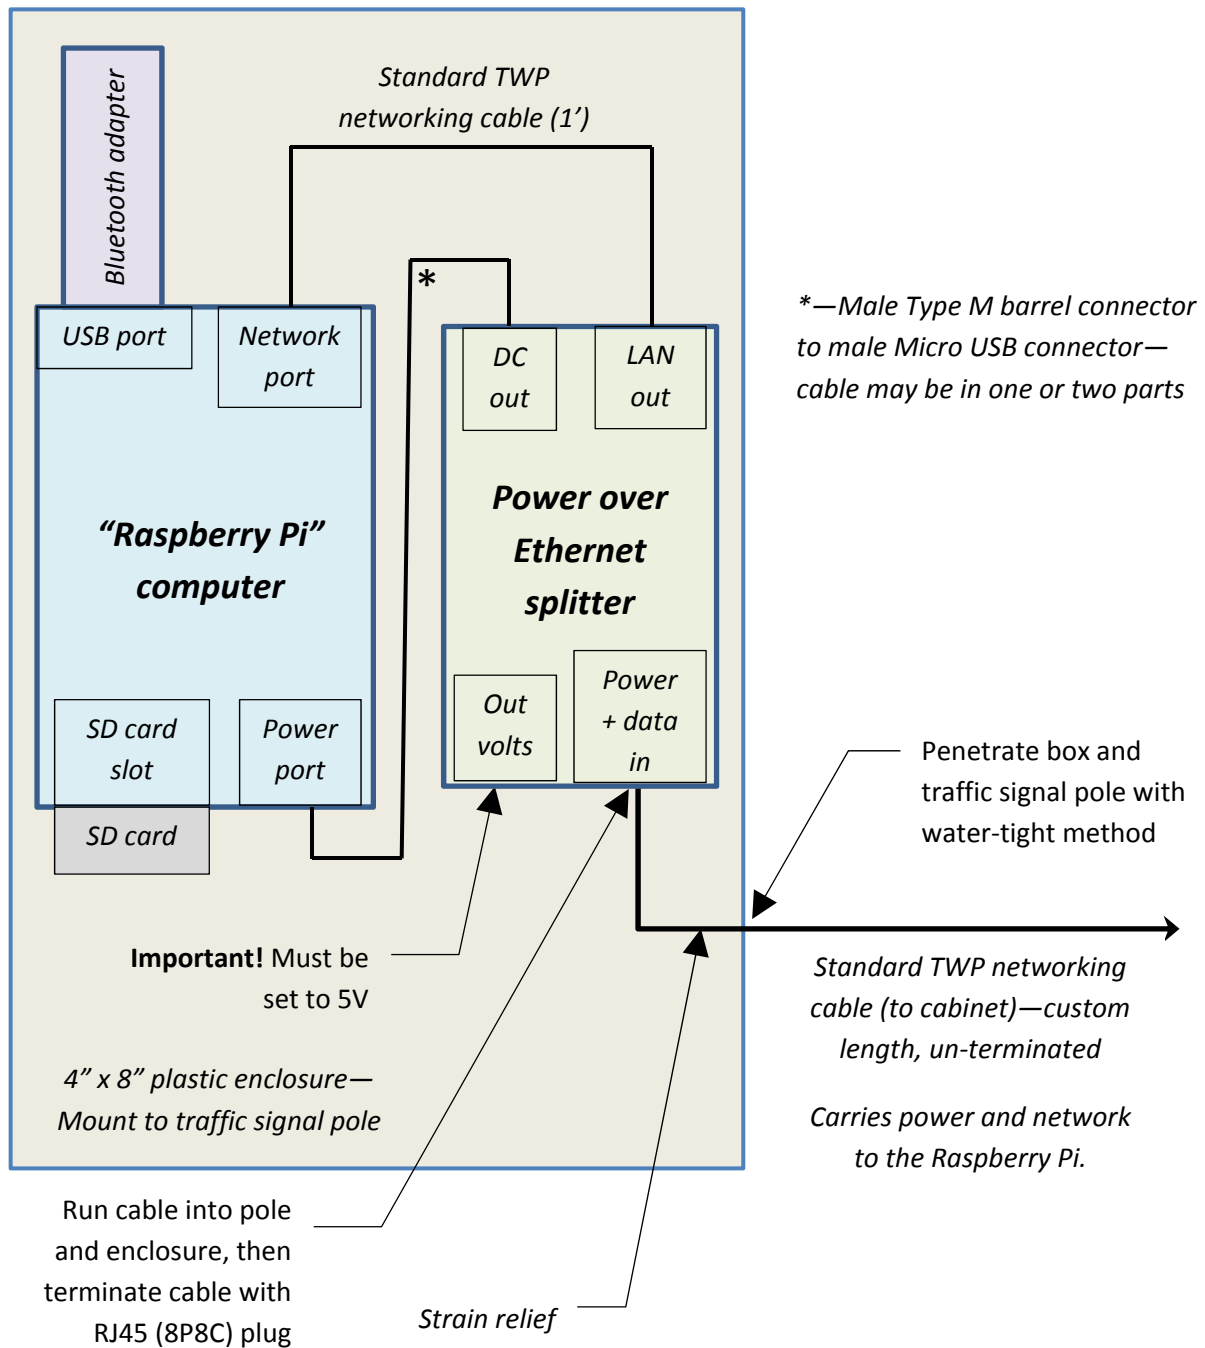 Bluetooth adapter
Standard TWP
networking cable (1’)
*
*—Male Type M barrel connector
to male Micro USB connector—
cable may be in one or two parts
USB port
Network
port
DC
out
LAN
out
“Raspberry Pi”
computer
Power over
Ethernet
splitter
SD card
slot
Power
port
Out
volts
Power
+ data
in
SD card
Penetrate box and
traffic signal pole with
water-tight method
Important! Must be
set to 5V
Standard TWP networking
cable (to cabinet)—custom
length, un-terminated
Carries power and network
to the Raspberry Pi.
4” x 8” plastic enclosure—
Mount to traffic signal pole
Run cable into pole
and enclosure, then
terminate cable with
RJ45 (8P8C) plug
Strain relief